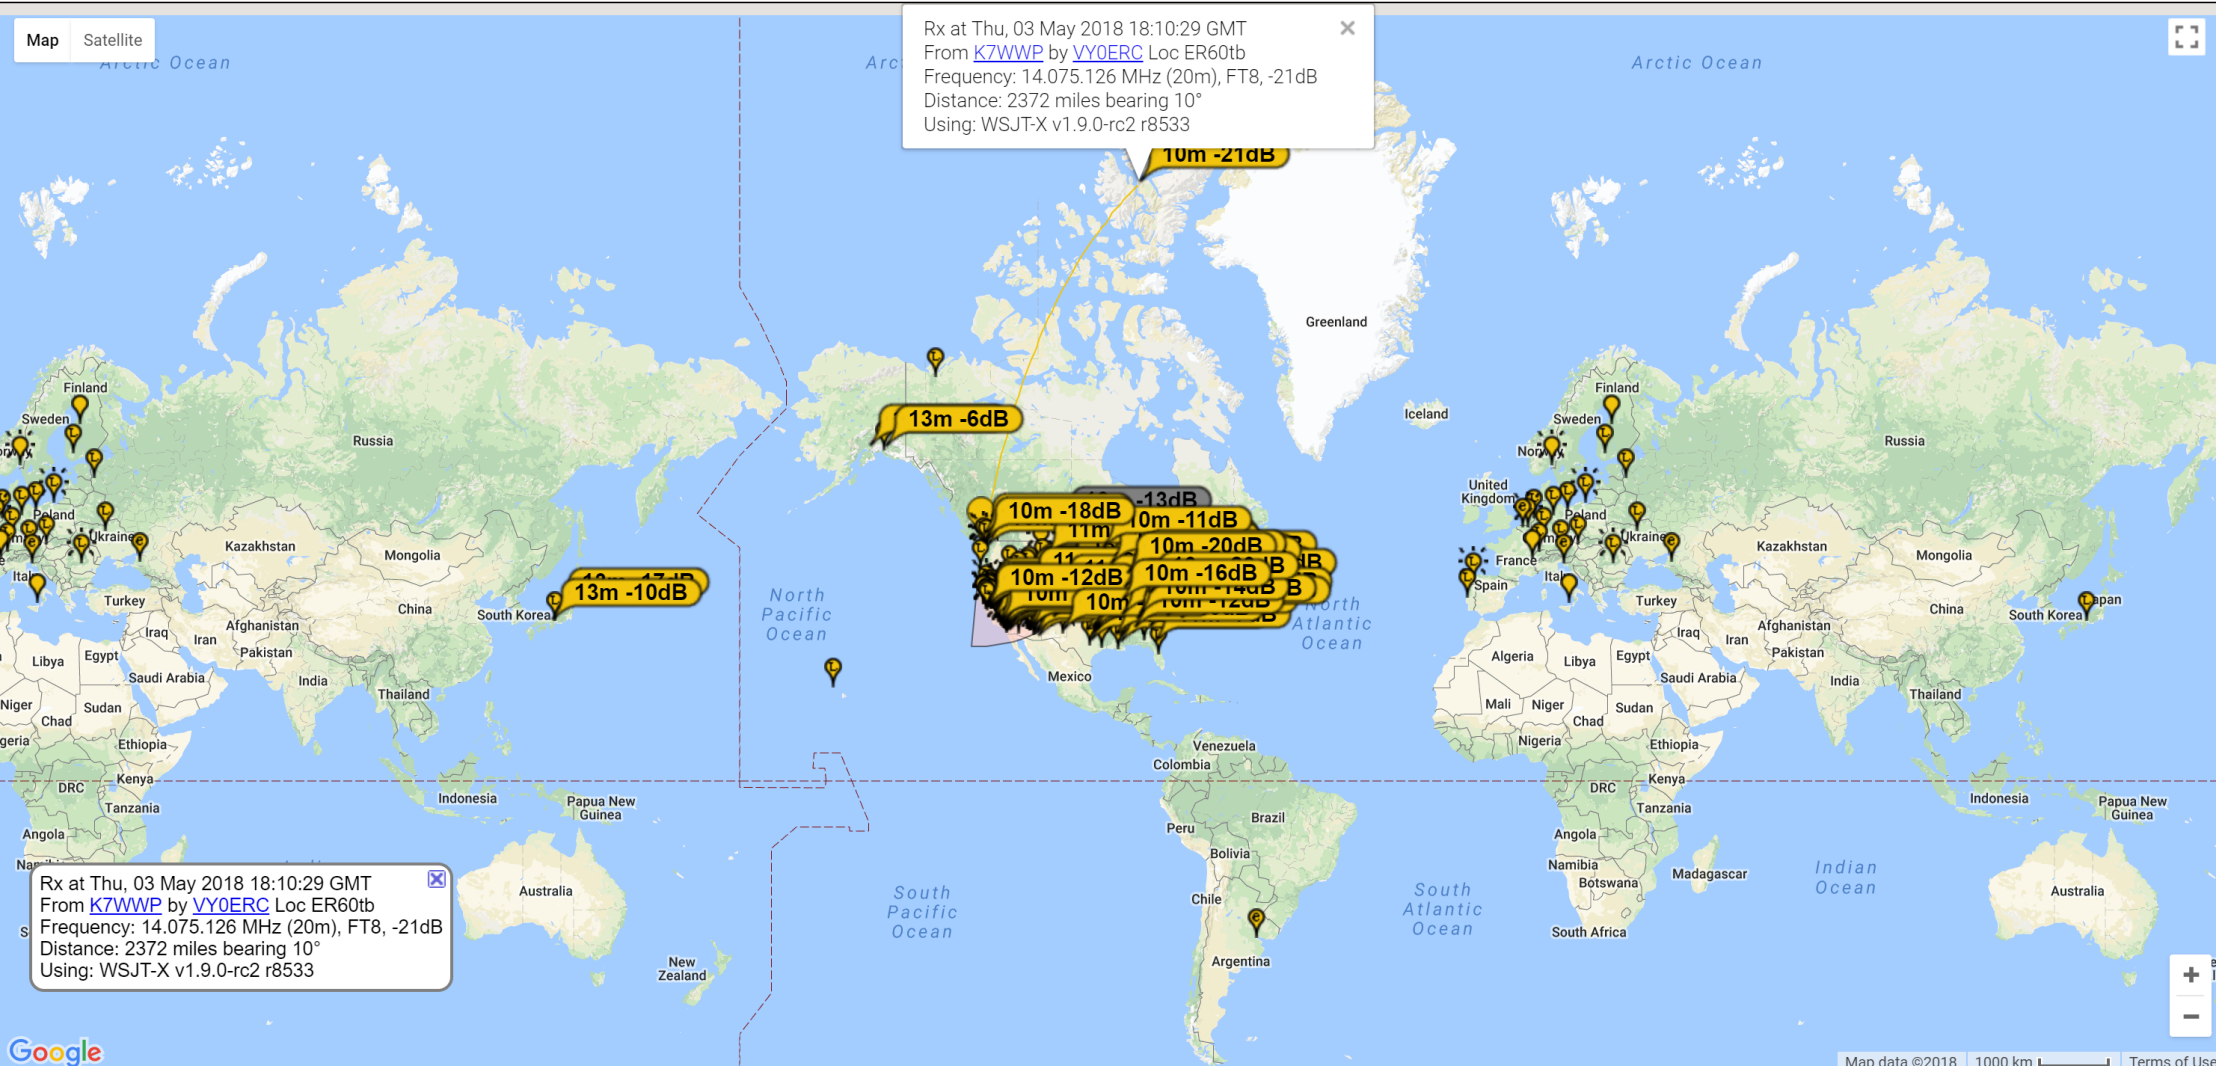 Map Satellite
Arctic Ocean
Arctic Ocean
Rx at Thu, 03 May 2018 18:10:29 GMT
From K7WWP by VY0ERC Loc ER60tb
Frequency: 14.075.126 MHz (20m), FT8, -21dB
Distance: 2372 miles bearing 10°
Using: WSJT-X v1.9.0-rc2 r8533
10m -21dB
Greenland
Iceland
Finland
Sweden
Russia
Poland
Ukraine
Kazakhstan
Mongolia
Turkey
China
South Korea
Iraq
Iran
Afghanistan
Pakistan
Libya
Egypt
Saudi Arabia
India
Thailand
Niger
Chad
Sudan
Ethiopia
Kenya
DRC
Tanzania
Angola
Indonesia
Papua New
Guinea
Australia
New
Zealand
13m -10dB
13m -6dB
10m -18dB
-13dB
11m
0m -11dB
10m -20dB
10m -12dB
10m -16dB
10m -14dB
10m
10m
10m -12dB
North
Pacific
Ocean
North
Atlantic
Ocean
Mexico
Venezuela
Colombia
Peru
Brazil
Bolivia
Chile
Argentina
South
Pacific
Ocean
South
Atlantic
Ocean
Finland
Sweden
Norway
Russia
United
Kingdom
Poland
Ukraine
France
Spain
Kazakhstan
Mongolia
Turkey
China
South Korea
Japan
Algeria
Libya
Egypt
Iraq
Iran
Afghanistan
Pakistan
Saudi Arabia
India
Thailand
Mali
Niger
Chad
Sudan
Nigeria
Ethiopia
Kenya
DRC
Tanzania
Angola
Namibia
Botswana
Madagascar
South Africa
Indian
Ocean
Indonesia
Papua New
Guinea
Australia
Rx at Thu, 03 May 2018 18:10:29 GMT
From K7WWP by VY0ERC Loc ER60tb
Frequency: 14.075.126 MHz (20m), FT8, -21dB
Distance: 2372 miles bearing 10°
Using: WSJT-X v1.9.0-rc2 r8533
Google
Map data ©2018 1000 km Terms of Use